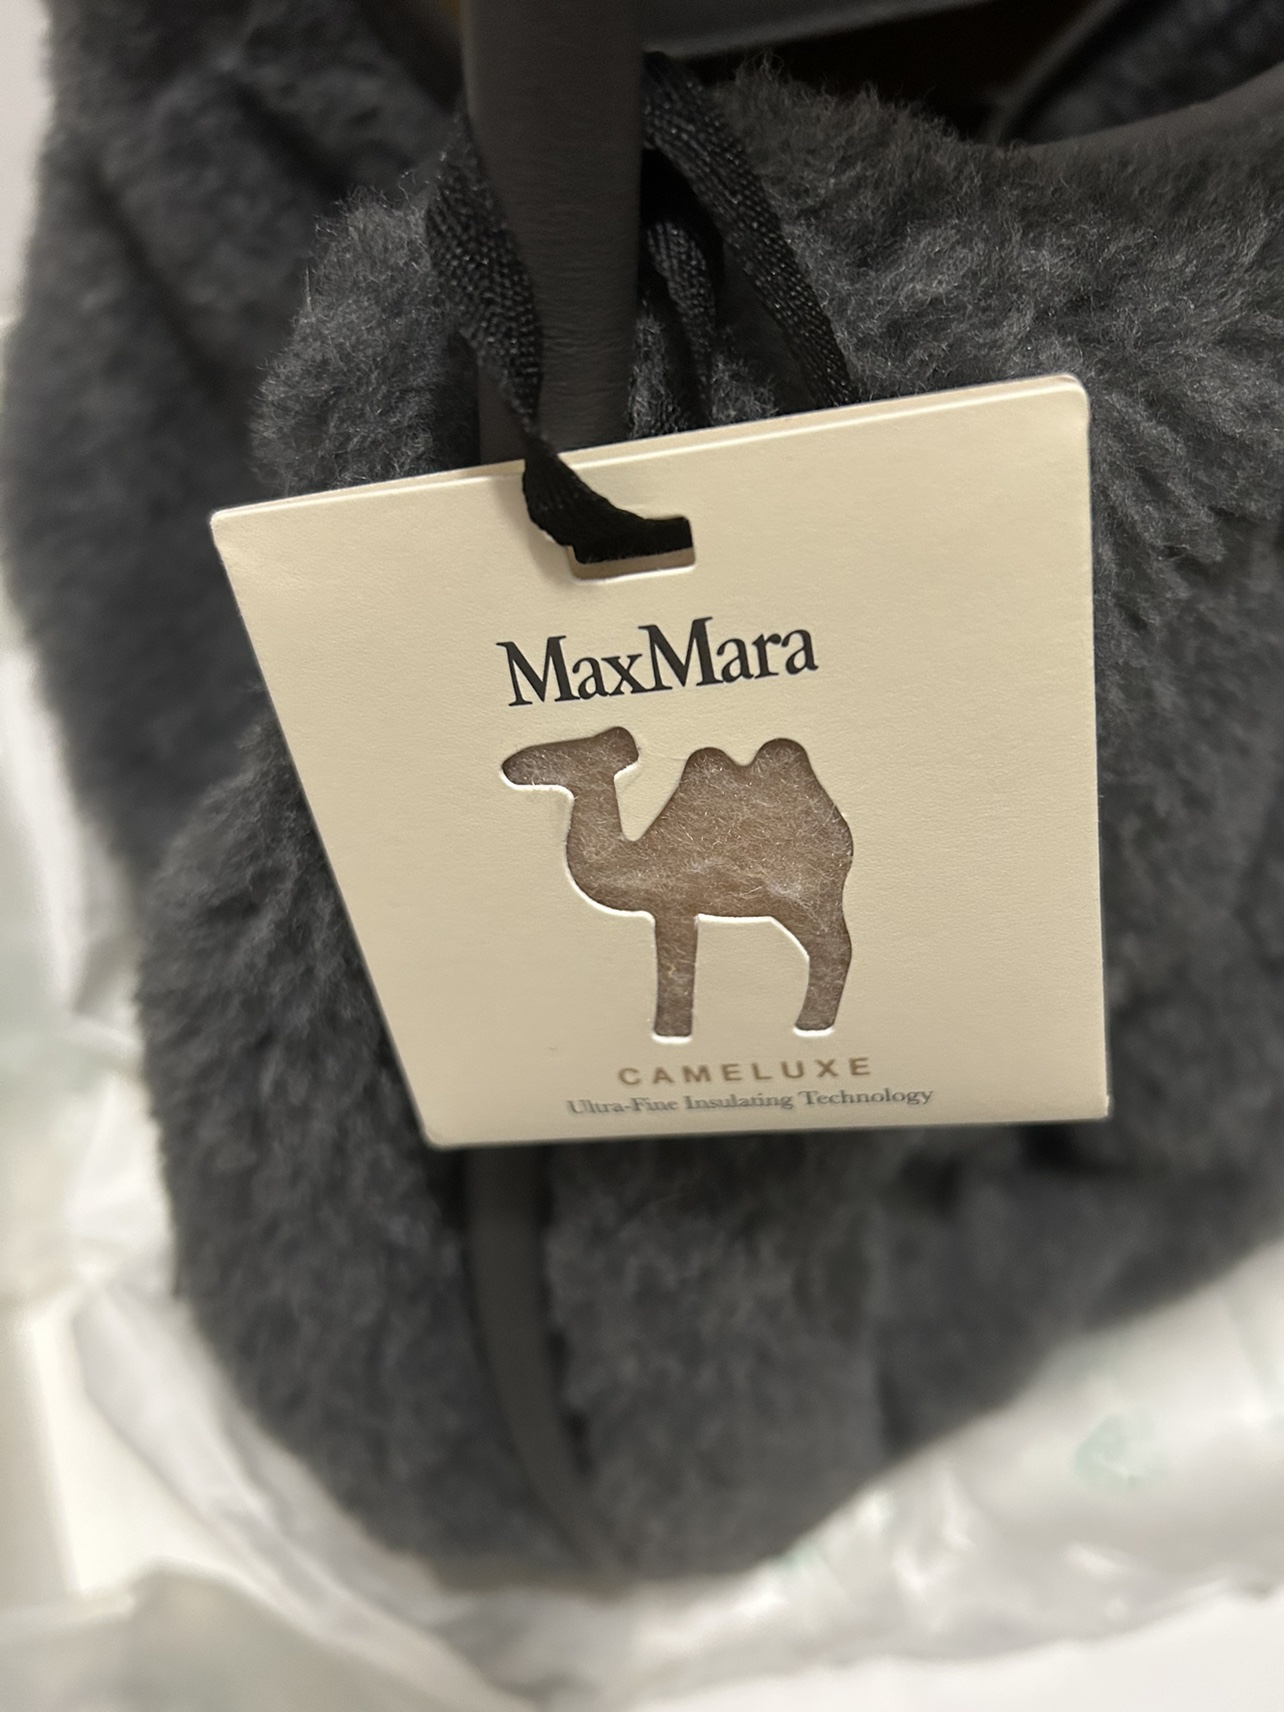 MaxMara
CAMELUXE
Ultra-Fine Insulating Technology